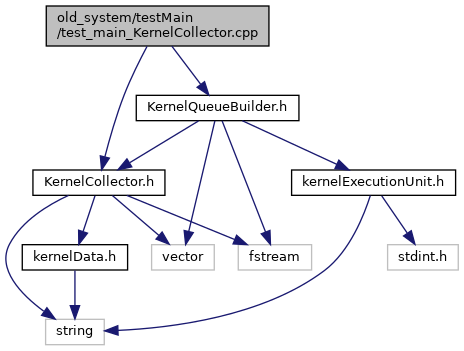 old_system/testMain
/test_main_KernelCollector.cpp
KernelQueueBuilder.h
KernelCollector.h
kernelExecutionUnit.h
kernelData.h
vector
fstream
stdint.h
string